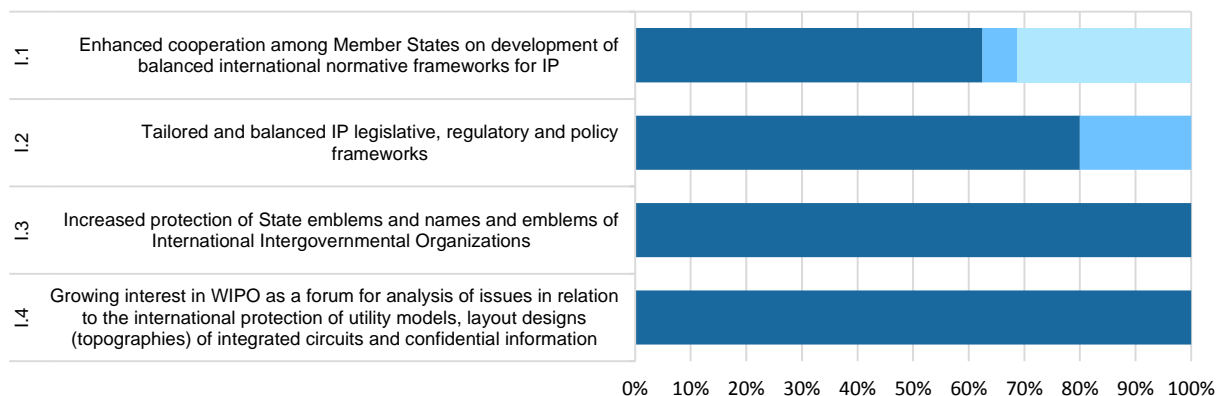 I.1
Enhanced cooperation among Member States on development of
balanced international normative frameworks for IP
I.2
Tailored and balanced IP legislative, regulatory and policy
frameworks
I.3
Increased protection of State emblems and names and emblems of
International Intergovernmental Organizations
I.4
Growing interest in WIPO as a forum for analysis of issues in relation
to the international protection of utility models, layout designs
(topographies) of integrated circuits and confidential information
0% 10% 20% 30% 40% 50% 60% 70% 80% 90% 100%